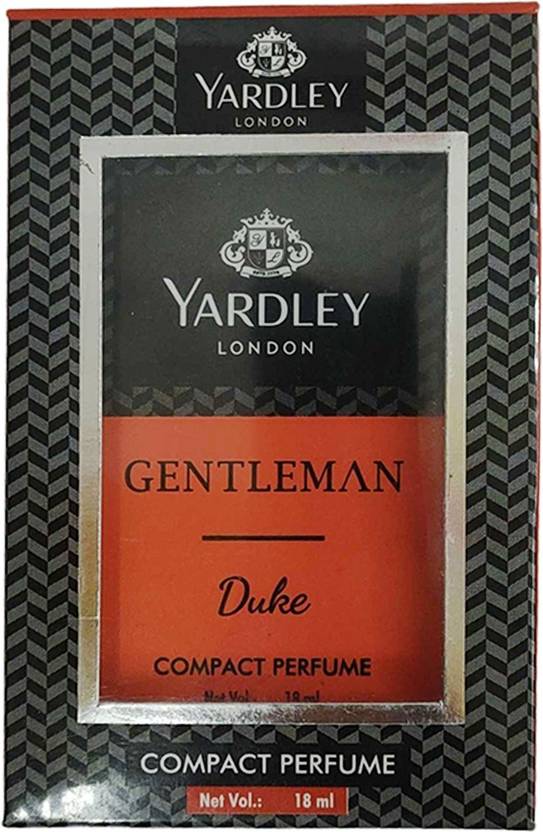 YARDLEY
LONDON
YARDLEY
LONDON
GENTLEMAN
Duke
COMPACT PERFUME
Net Vol. 18 ml
COMPACT PERFUME
Net Vol.: 18 ml